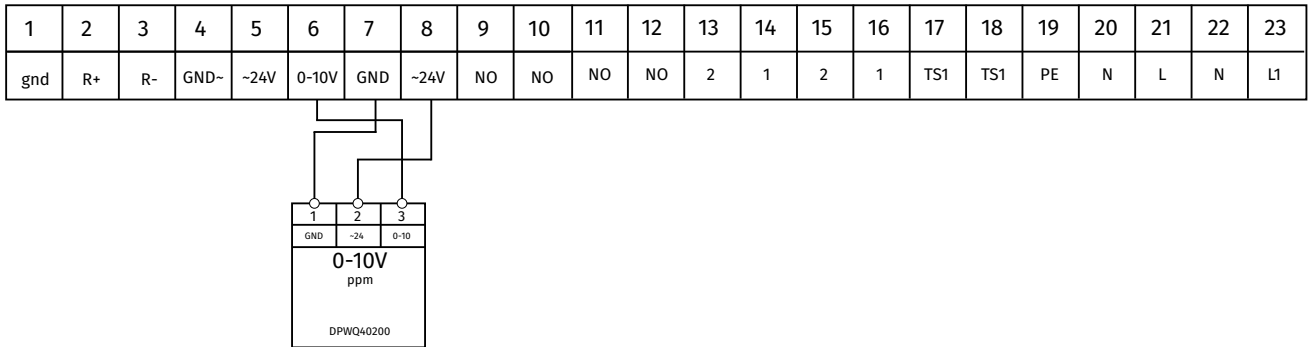 1 2 3 4 5 6 7 8 9 10 11 12 13 14 15 16 17 18 19 20 21 22 23
gnd R+ R- GND~ ~24V 0-10V GND ~24V NO NO NO NO 2 1 2 1 TS1 TS1 PE N L N L1
1 2 3
GND ~24 0-10
0-10V
ppm
DPWQ40200